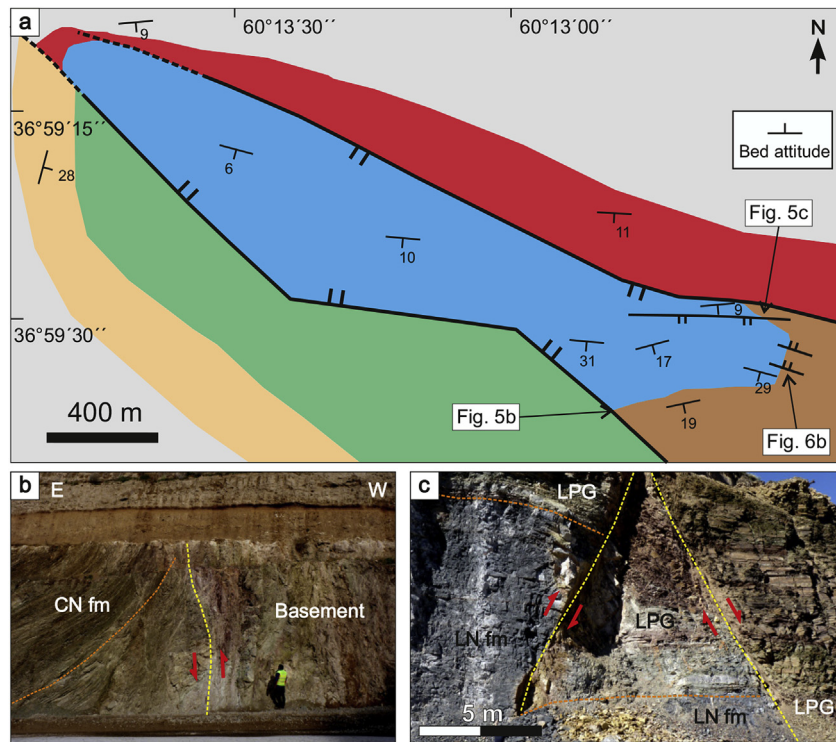 a
60°13´30´´
60°13´00´´
N
9
36°59´15´´
28
6
Bed attitude
Fig. 5c
11
10
9
36°59´30´´
31
17
29
400 m
Fig. 5b
19
Fig. 6b
b
E
W
CN fm
Basement
c
LPG
LN fm
LPG
LN fm
LPG
5 m